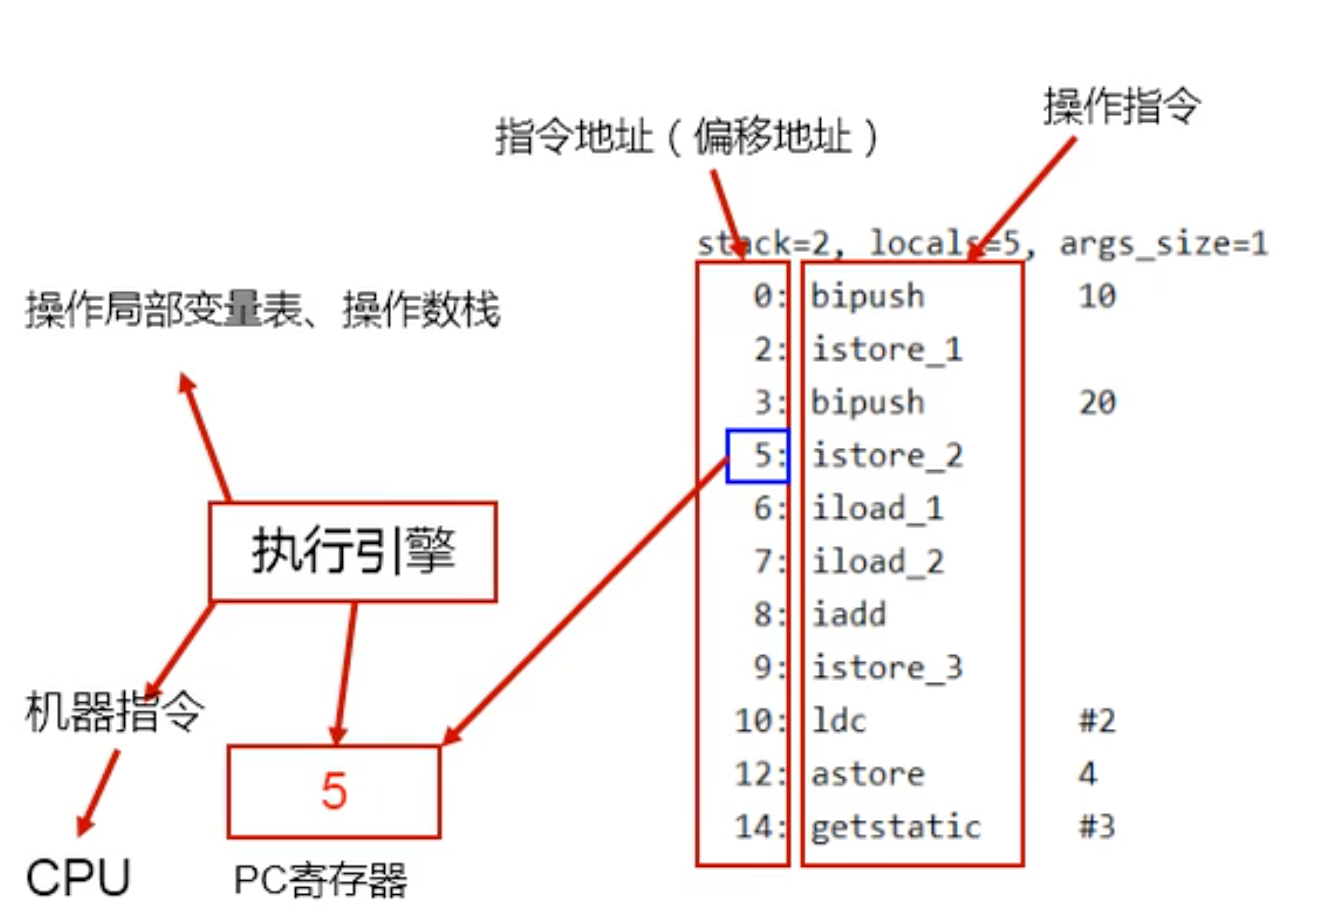 操作指令
指令地址（偏移地址）
stack=2, locals=5, args_size=1
0: bipush 10
2: istore_1
3: bipush 20
5: istore_2
6: iload_1
7: iload_2
8: iadd
9: istore_3
10: ldc #2
12: astore 4
14: getstatic #3
操作局部变量表、操作数栈
执行引擎
机器指令
5
CPU
PC寄存器